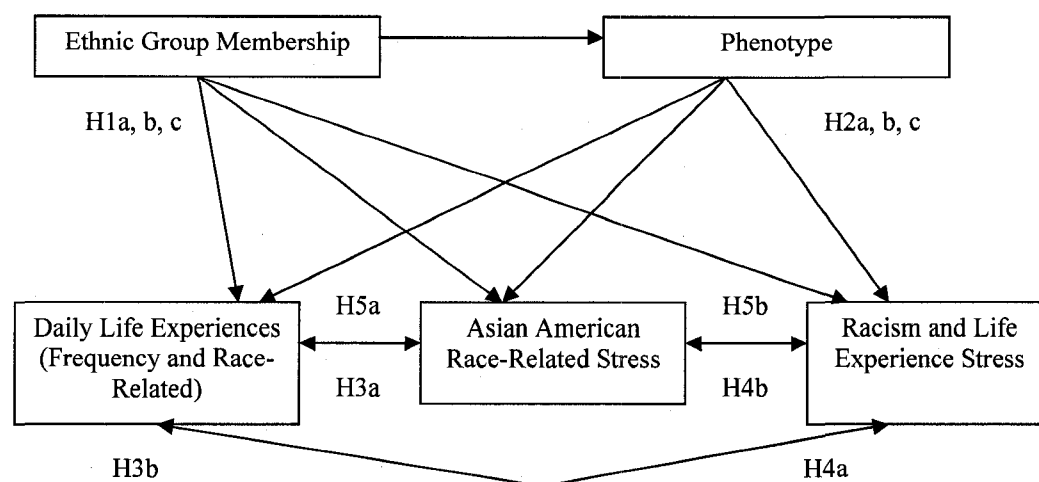 Ethnic Group Membership
Phenotype
H1a, b, c
H2a, b, c
Daily Life Experiences
(Frequency and Race-
Related)
H5a
H3a
Asian American
Race-Related Stress
H5b
H4b
Racism and Life
Experience Stress
H3b
H4a